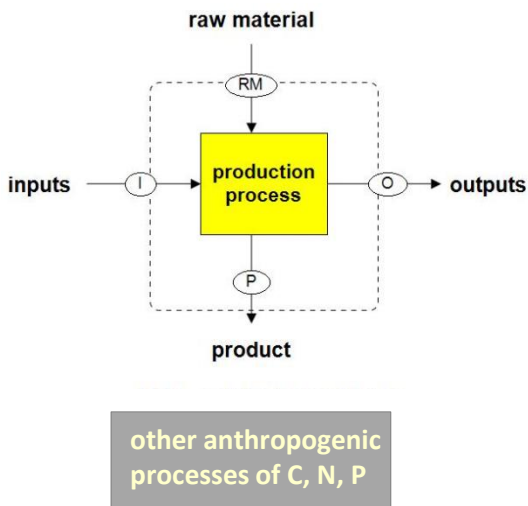 raw material
RM
production
process
inputs
I
O
outputs
P
product
other anthropogenic
processes of C, N, P